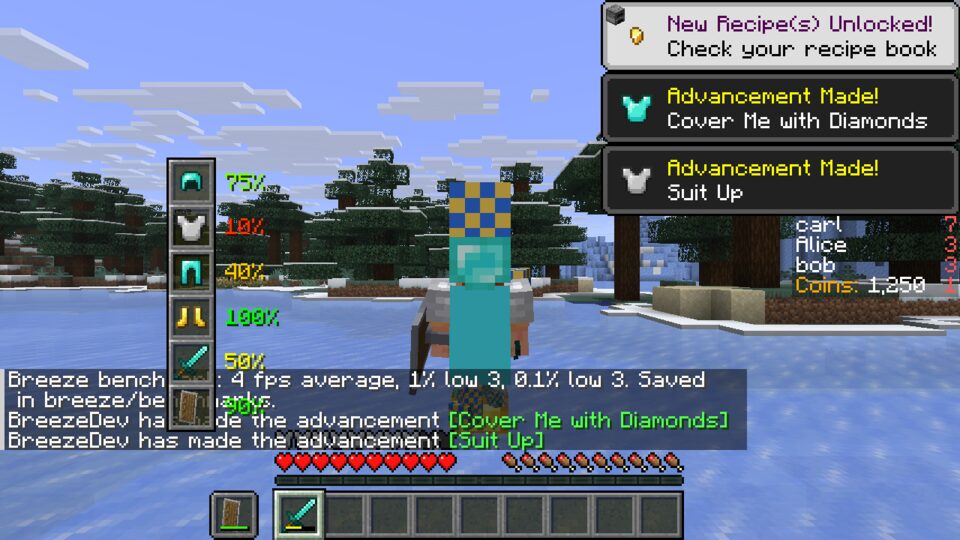 New Recipe(s) Unlocked!
Check your recipe book
Advancement Made!
Cover Me with Diamonds
Advancement Made!
Suit Up
carl 7
Alice 3
bob 3
Coins: 1,250 1
75%
10%
40%
100%
50%
90%
Breeze bench : 4 fps average, 1% low 3, 0.1% low 3. Saved
in breeze/be
BreezeDev has made the advancement [Cover Me with Diamonds]
BreezeDev has made the advancement [Suit Up]